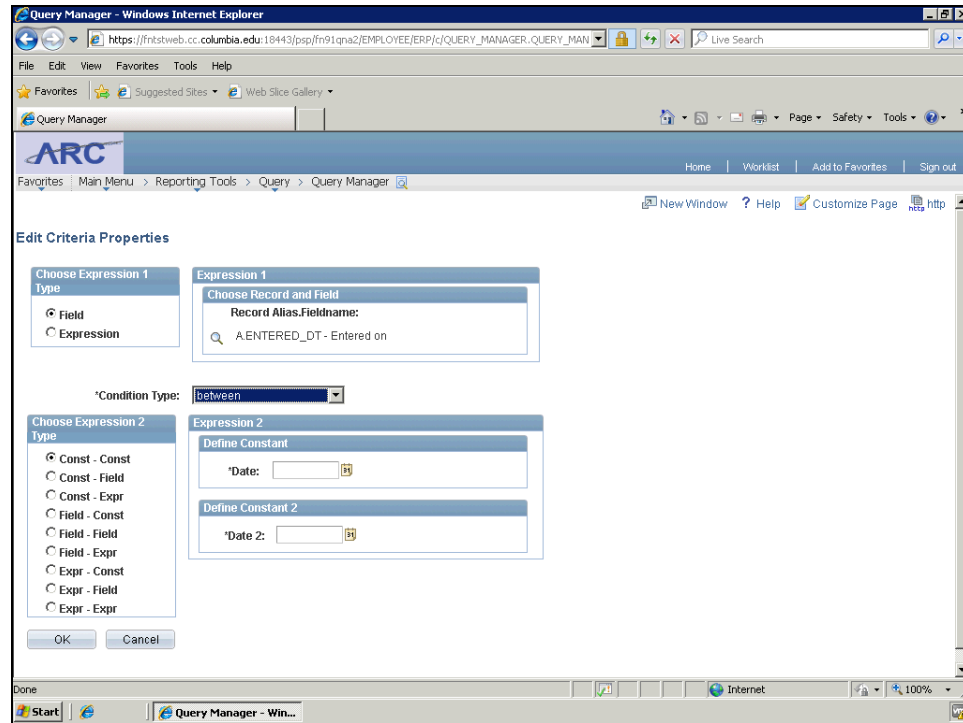 Query Manager - Windows Internet Explorer
https://fntstweb.cc.columbia.edu:18443/psp/fn91qna2/EMPLOYEE/ERP/c/QUERY_MANAGER.QUERY_MAN
Live Search
File Edit View Favorites Tools Help
Favorites Suggested Sites Web Slice Gallery
Query Manager
Page Safety Tools
ARC
Home | Worklist | Add to Favorites | Sign out
Favorites Main Menu > Reporting Tools > Query > Query Manager
New Window ? Help Customize Page http
Edit Criteria Properties
Choose Expression 1 Type
Field
Expression
Expression 1
Choose Record and Field
Record Alias.Fieldname:
A.ENTERED_DT - Entered on
*Condition Type: between
Choose Expression 2 Type
Const - Const
Const - Field
Const - Expr
Field - Const
Field - Field
Field - Expr
Expr - Const
Expr - Field
Expr - Expr
Expression 2
Define Constant
*Date: 31
Define Constant 2
*Date 2: 31
OK Cancel
Done
Internet
100%
Start
Query Manager - Win...